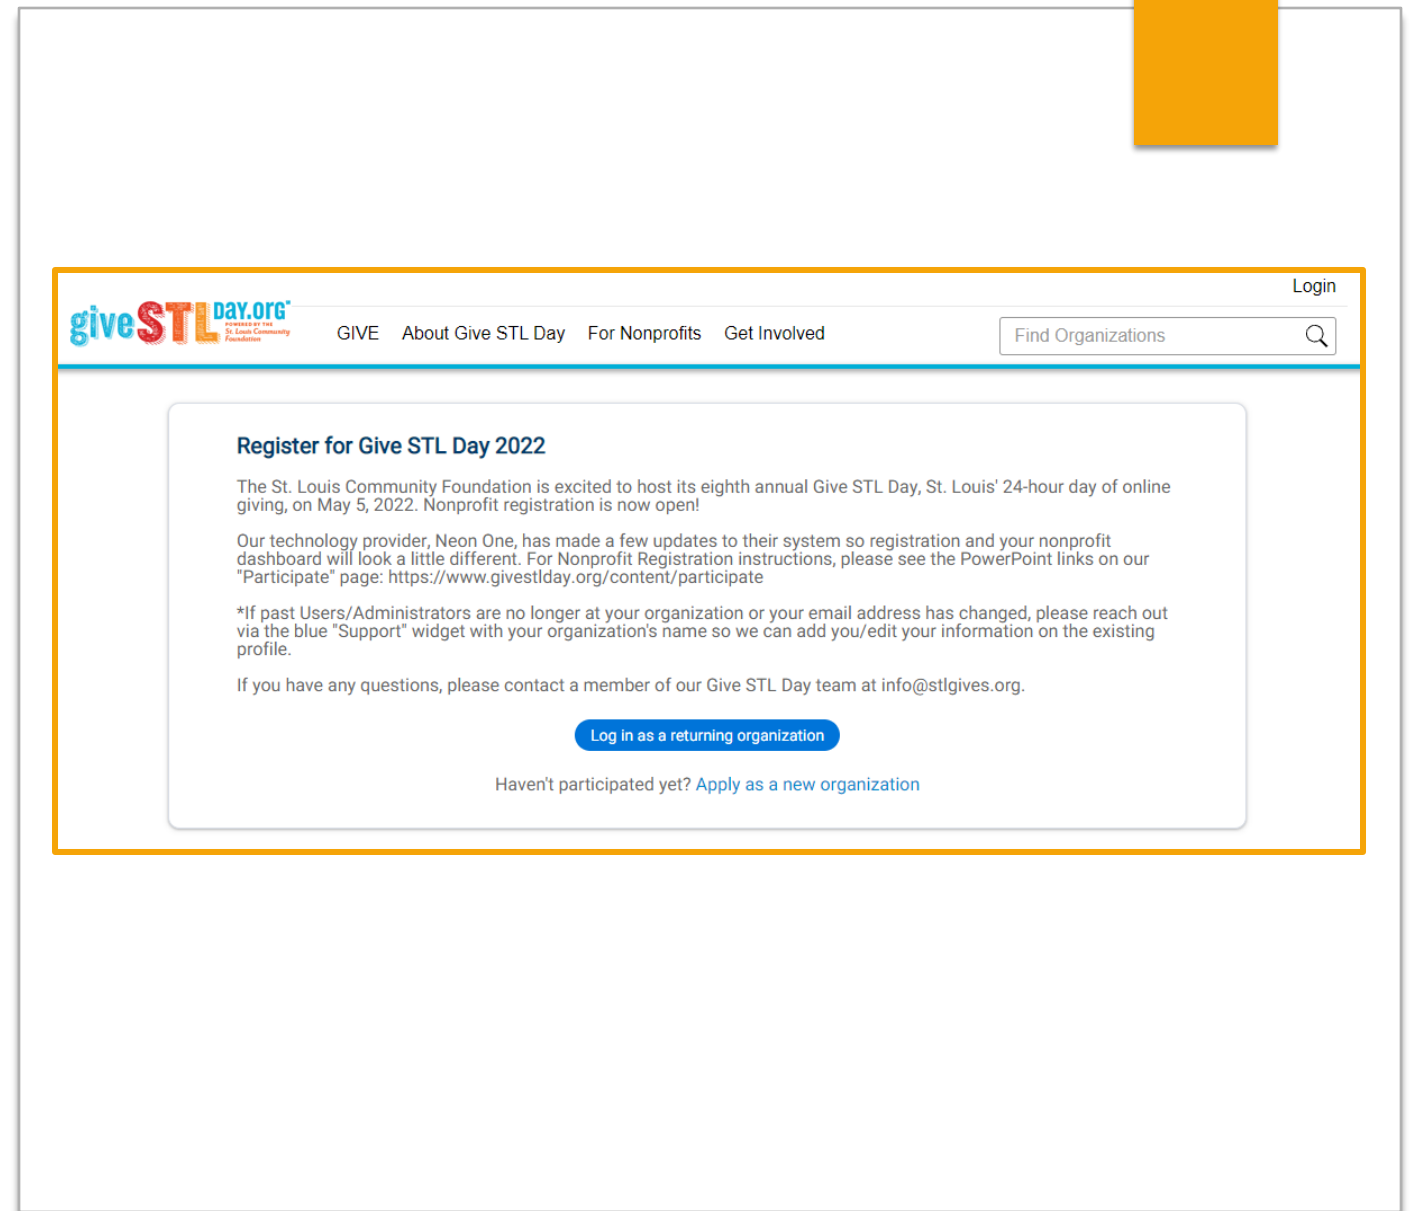 Login
giveSTLDAY.org
POWERED BY THE
St. Louis Community
Foundation
GIVE About Give STL Day For Nonprofits Get Involved
Find Organizations
Register for Give STL Day 2022
The St. Louis Community Foundation is excited to host its eighth annual Give STL Day, St. Louis' 24-hour day of online
giving, on May 5, 2022. Nonprofit registration is now open!
Our technology provider, Neon One, has made a few updates to their system so registration and your nonprofit
dashboard will look a little different. For Nonprofit Registration instructions, please see the PowerPoint links on our
"Participate" page: https://www.givestlday.org/content/participate
*If past Users/Administrators are no longer at your organization or your email address has changed, please reach out
via the blue "Support" widget with your organization's name so we can add you/edit your information on the existing
profile.
If you have any questions, please contact a member of our Give STL Day team at info@stlgives.org.
Log in as a returning organization
Haven't participated yet? Apply as a new organization